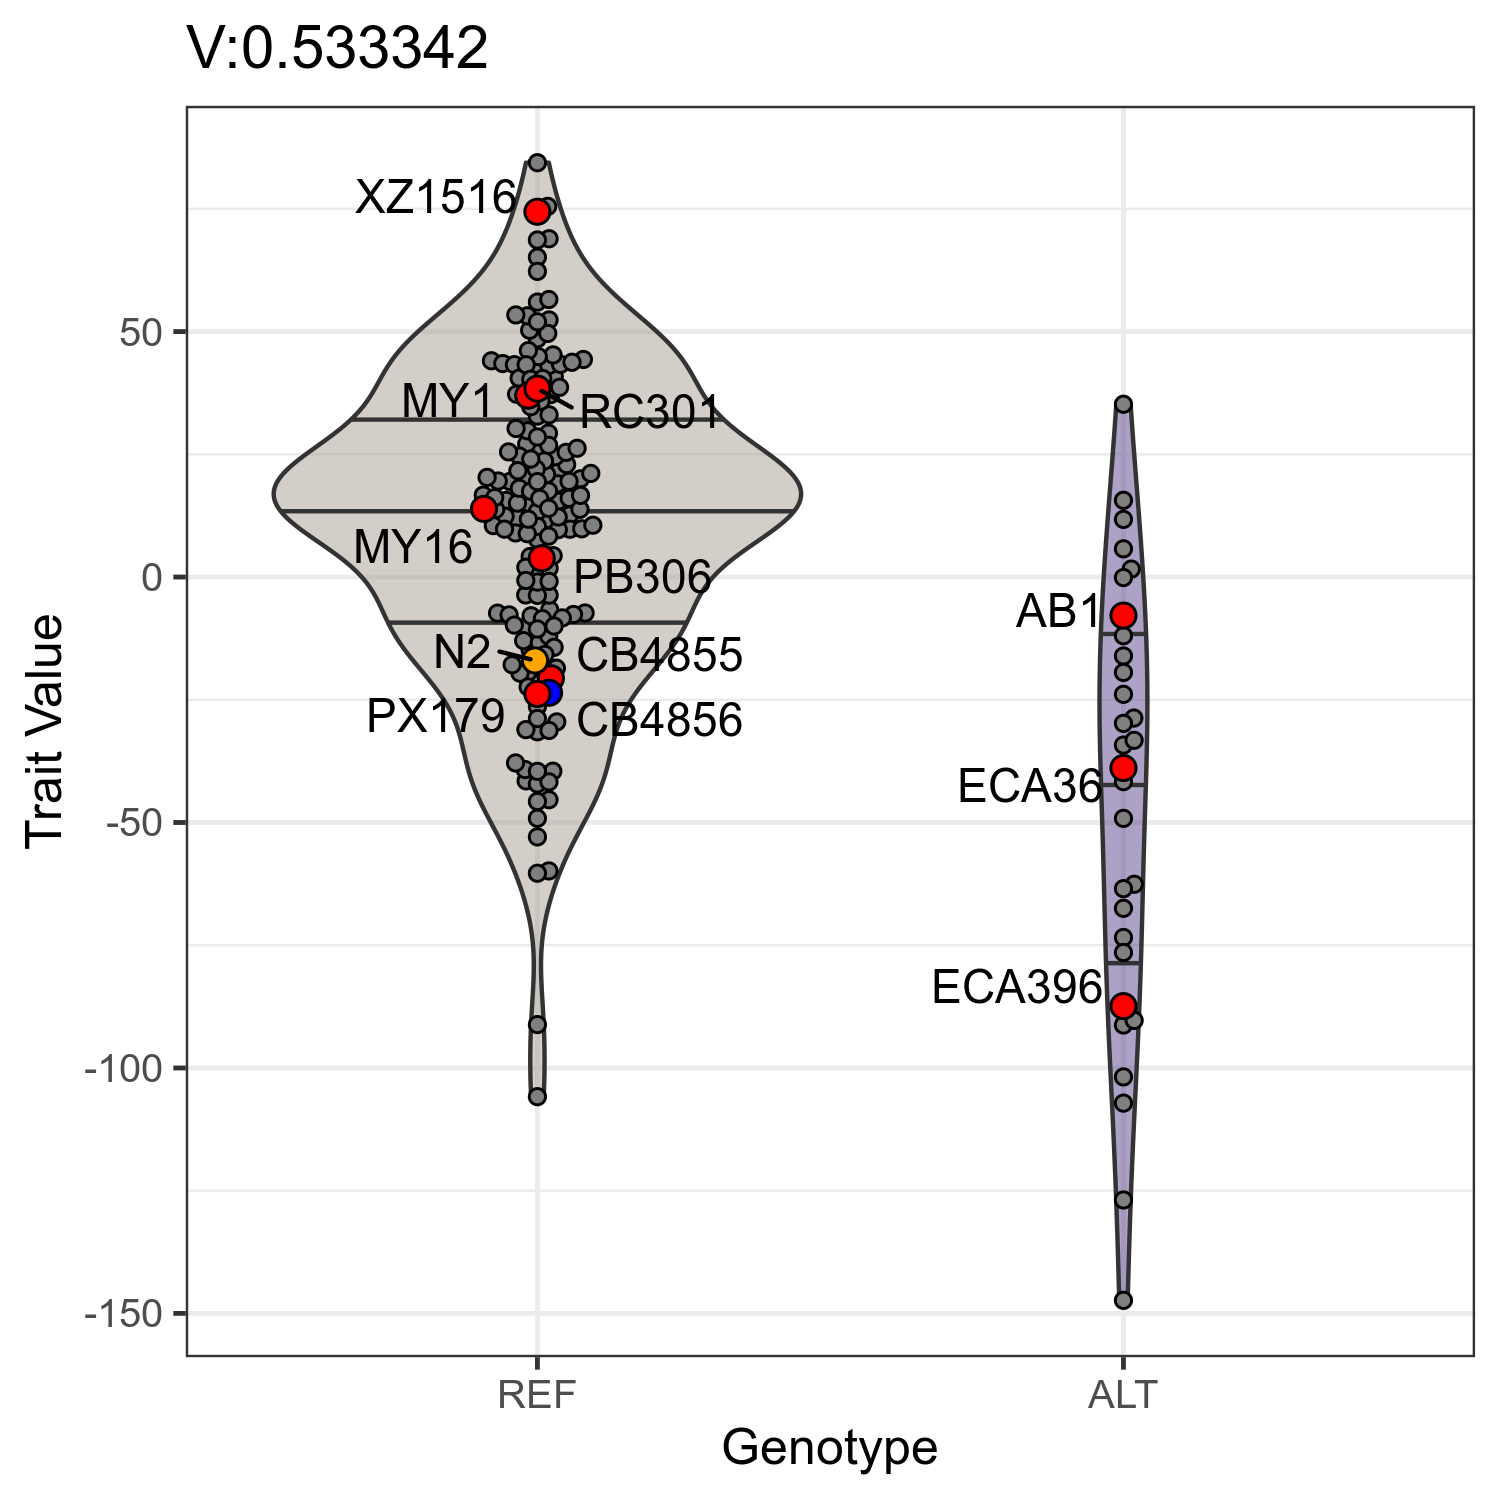 V:0.533342
XZ1516
50
MY1
RC301
MY16
0
PB306
AB1
N2
CB4855
PX179
CB4856
ECA36
-50
ECA396
-100
-150
Trait Value
REF
ALT
Genotype